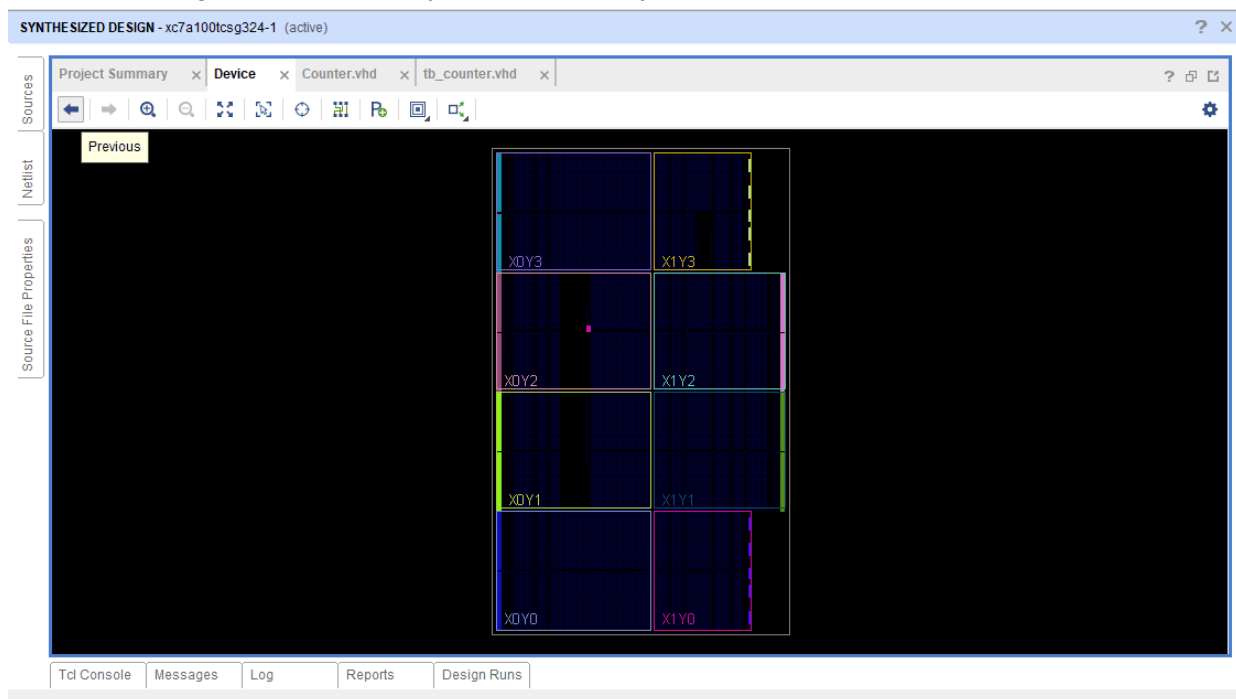 SYNTHESIZED DESIGN - xc7a100tcsg324-1 (active)
Sources
Netlist
Source File Properties
Project Summary
Device
Counter.vhd
tb_counter.vhd
Previous
X0Y3
X1Y3
X0Y2
X1Y2
X0Y1
X1Y1
X0Y0
X1Y0
Tcl Console
Messages
Log
Reports
Design Runs